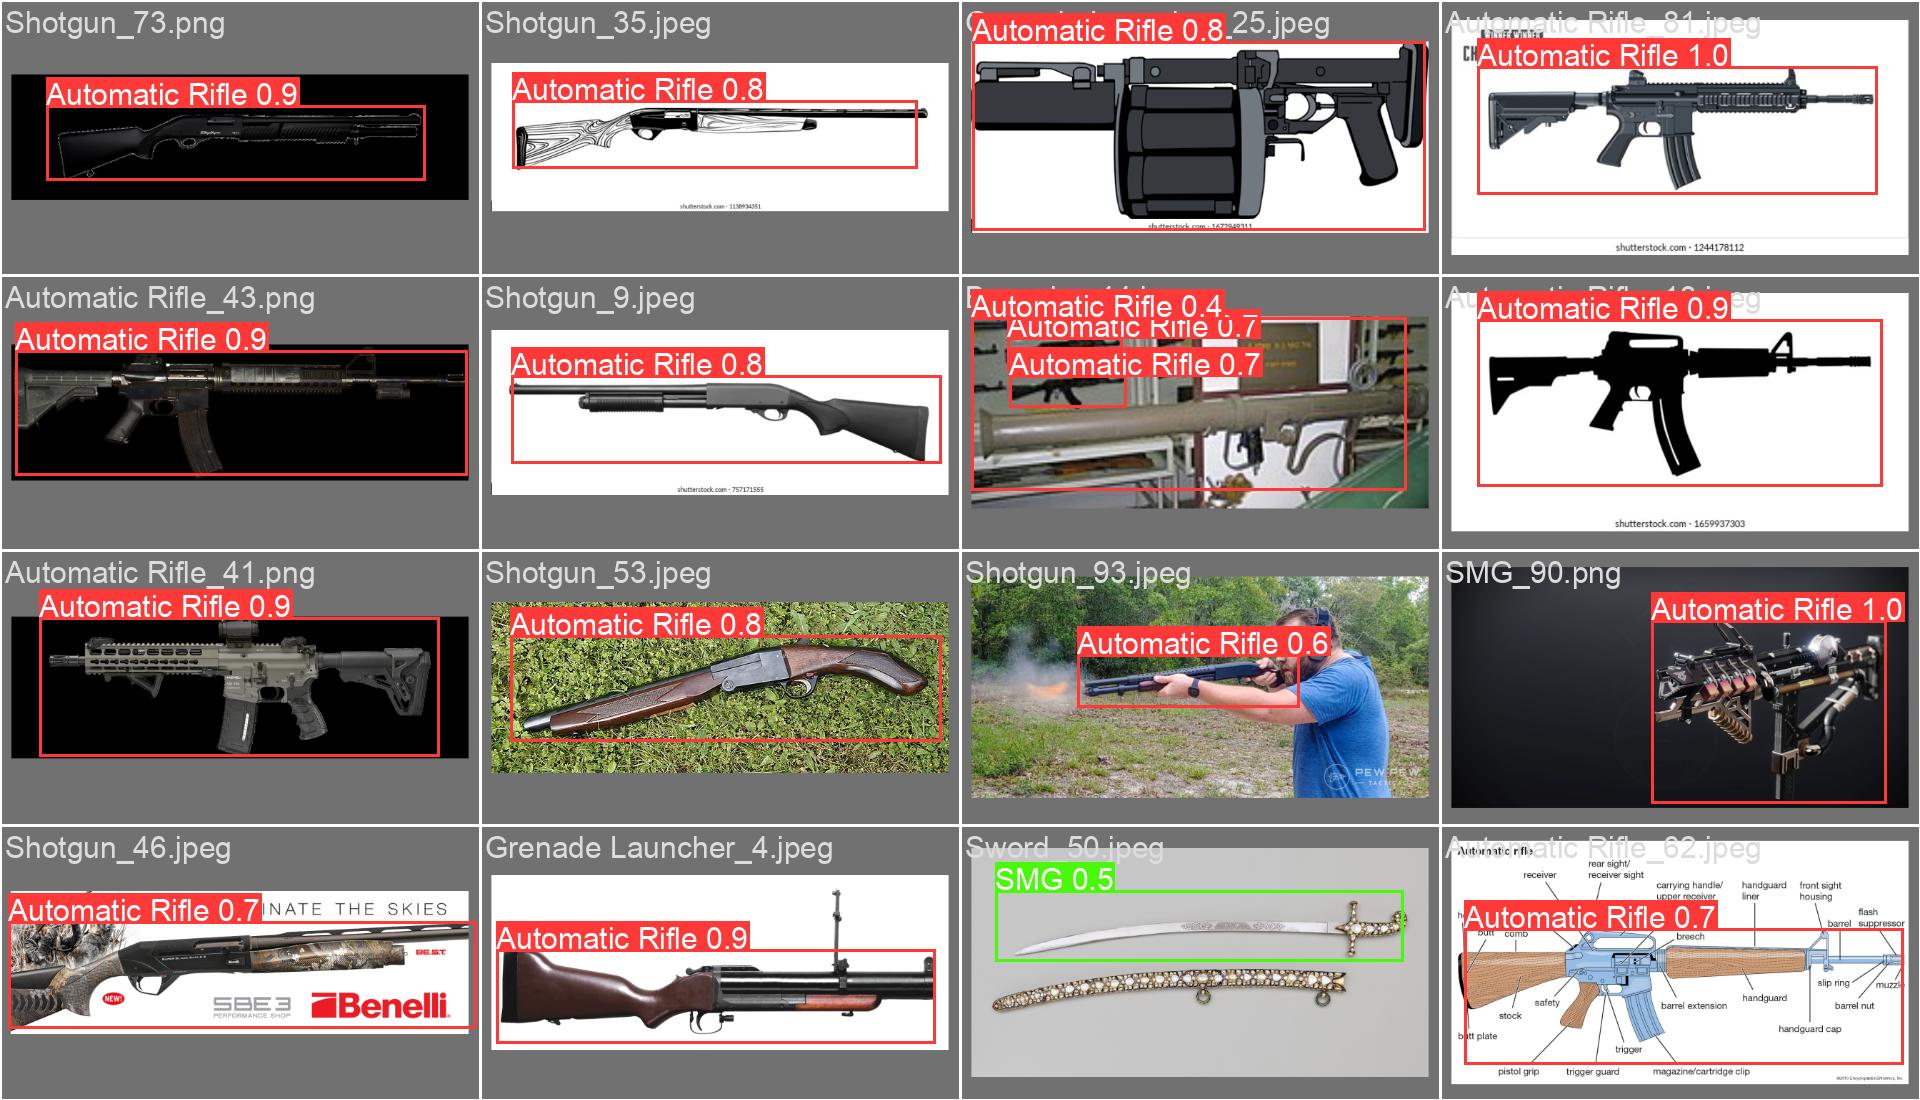 Shotgun_73.png
Automatic Rifle 0.9
Shotgun_35.jpeg
Automatic Rifle 0.8
shutterstock.com - 1138934351
_25.jpeg
Automatic Rifle 0.8
shutterstock.com - 1672949311
Automatic Rifle_81.jpeg
Automatic Rifle 1.0
shutterstock.com - 1244178112
Automatic Rifle_43.png
Automatic Rifle 0.9
Shotgun_9.jpeg
Automatic Rifle 0.8
shutterstock.com - 757171555
Automatic Rifle 0.4
Automatic Rifle 0.7
Automatic Rifle 0.7
Automatic Rifle 0.9
shutterstock.com - 1659937303
Automatic Rifle_41.png
Automatic Rifle 0.9
Shotgun_53.jpeg
Automatic Rifle 0.8
Shotgun_93.jpeg
Automatic Rifle 0.6
PEW PEW
TACTICAL
SMG_90.png
Automatic Rifle 1.0
Shotgun_46.jpeg
Automatic Rifle 0.7
INATE THE SKIES
BE.S.T.
NEW!
SBE 3
PERFORMANCE SHOP
Benelli
Grenade Launcher_4.jpeg
Automatic Rifle 0.9
Sword_50.jpeg
SMG 0.5
Automatic Rifle_62.jpeg
Automatic rifle
rear sight/
receiver sight
receiver
carrying handle/
upper receiver
handguard
liner
front sight
housing
Automatic Rifle 0.7
flash
suppressor
barrel
butt
comb
breech
safety
stock
barrel extension
handguard
slip ring
muzzl
barrel nut
handguard cap
butt plate
trigger
pistol grip
trigger guard
magazine/cartridge clip